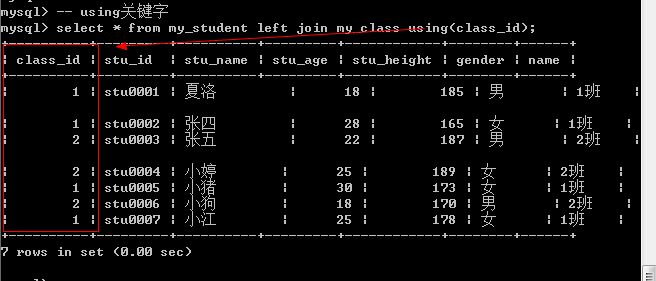 mysql> -- using关键字
mysql> select * from my_student left join my_class using(class_id);
+----------+---------+----------+---------+------------+--------+------+
| class_id | stu_id | stu_name | stu_age | stu_height | gender | name |
+----------+---------+----------+---------+------------+--------+------+
| 1 | stu0001 | 夏洛 | 18 | 185 | 男 | 1班 |
| 1 | stu0002 | 张四 | 28 | 165 | 女 | 1班 |
| 2 | stu0003 | 张五 | 22 | 187 | 男 | 2班 |
| 2 | stu0004 | 小婷 | 25 | 189 | 女 | 2班 |
| 1 | stu0005 | 小猪 | 30 | 173 | 女 | 1班 |
| 2 | stu0006 | 小狗 | 18 | 170 | 男 | 2班 |
| 1 | stu0007 | 小江 | 25 | 178 | 女 | 1班 |
+----------+---------+----------+---------+------------+--------+------+
7 rows in set (0.00 sec)